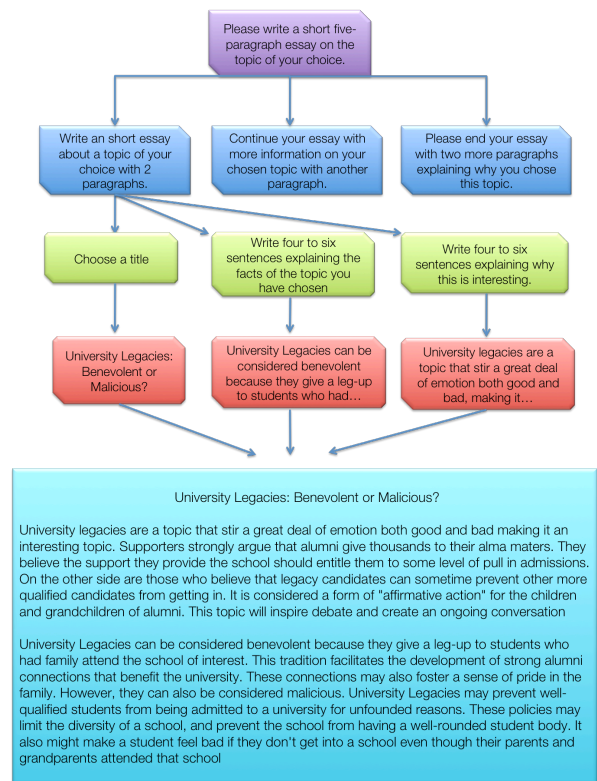 Please write a short five-
paragraph essay on the
topic of your choice.
Write an short essay
about a topic of your
choice with 2
paragraphs.
Continue your essay with
more information on your
chosen topic with another
paragraph.
Please end your essay
with two more paragraphs
explaining why you chose
this topic.
Choose a title
Write four to six
sentences explaining the
facts of the topic you
have chosen
Write four to six
sentences explaining why
this is interesting.
University Legacies:
Benevolent or
Malicious?
University Legacies can be
considered benevolent
because they give a leg-up
to students who had…
University legacies are a
topic that stir a great deal
of emotion both good and
bad, making it…
University Legacies: Benevolent or Malicious?
University legacies are a topic that stir a great deal of emotion both good and bad making it an
interesting topic. Supporters strongly argue that alumni give thousands to their alma maters. They
believe the support they provide the school should entitle them to some level of pull in admissions.
On the other side are those who believe that legacy candidates can sometime prevent other more
qualified candidates from getting in. It is considered a form of "affirmative action" for the children
and grandchildren of alumni. This topic will inspire debate and create an ongoing conversation
University Legacies can be considered benevolent because they give a leg-up to students who
had family attend the school of interest. This tradition facilitates the development of strong alumni
connections that benefit the university. These connections may also foster a sense of pride in the
family. However, they can also be considered malicious. University Legacies may prevent well-
qualified students from being admitted to a university for unfounded reasons. These policies may
limit the diversity of a school, and prevent the school from having a well-rounded student body. It
also might make a student feel bad if they don't get into a school even though their parents and
grandparents attended that school